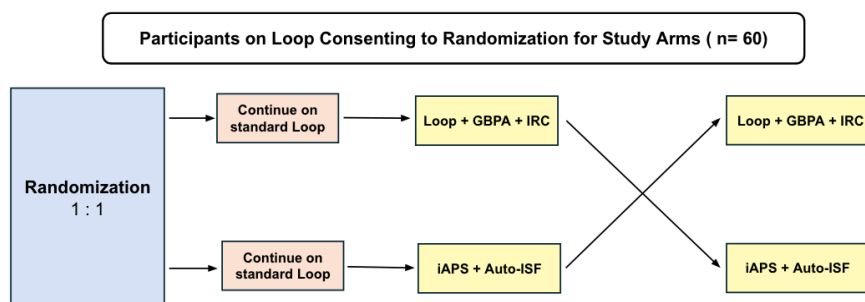 Participants on Loop Consenting to Randomization for Study Arms ( n= 60)
Randomization
1 : 1
Continue on
standard Loop
Loop + GBPA + IRC
Loop + GBPA + IRC
Continue on
standard Loop
iAPS + Auto-ISF
iAPS + Auto-ISF